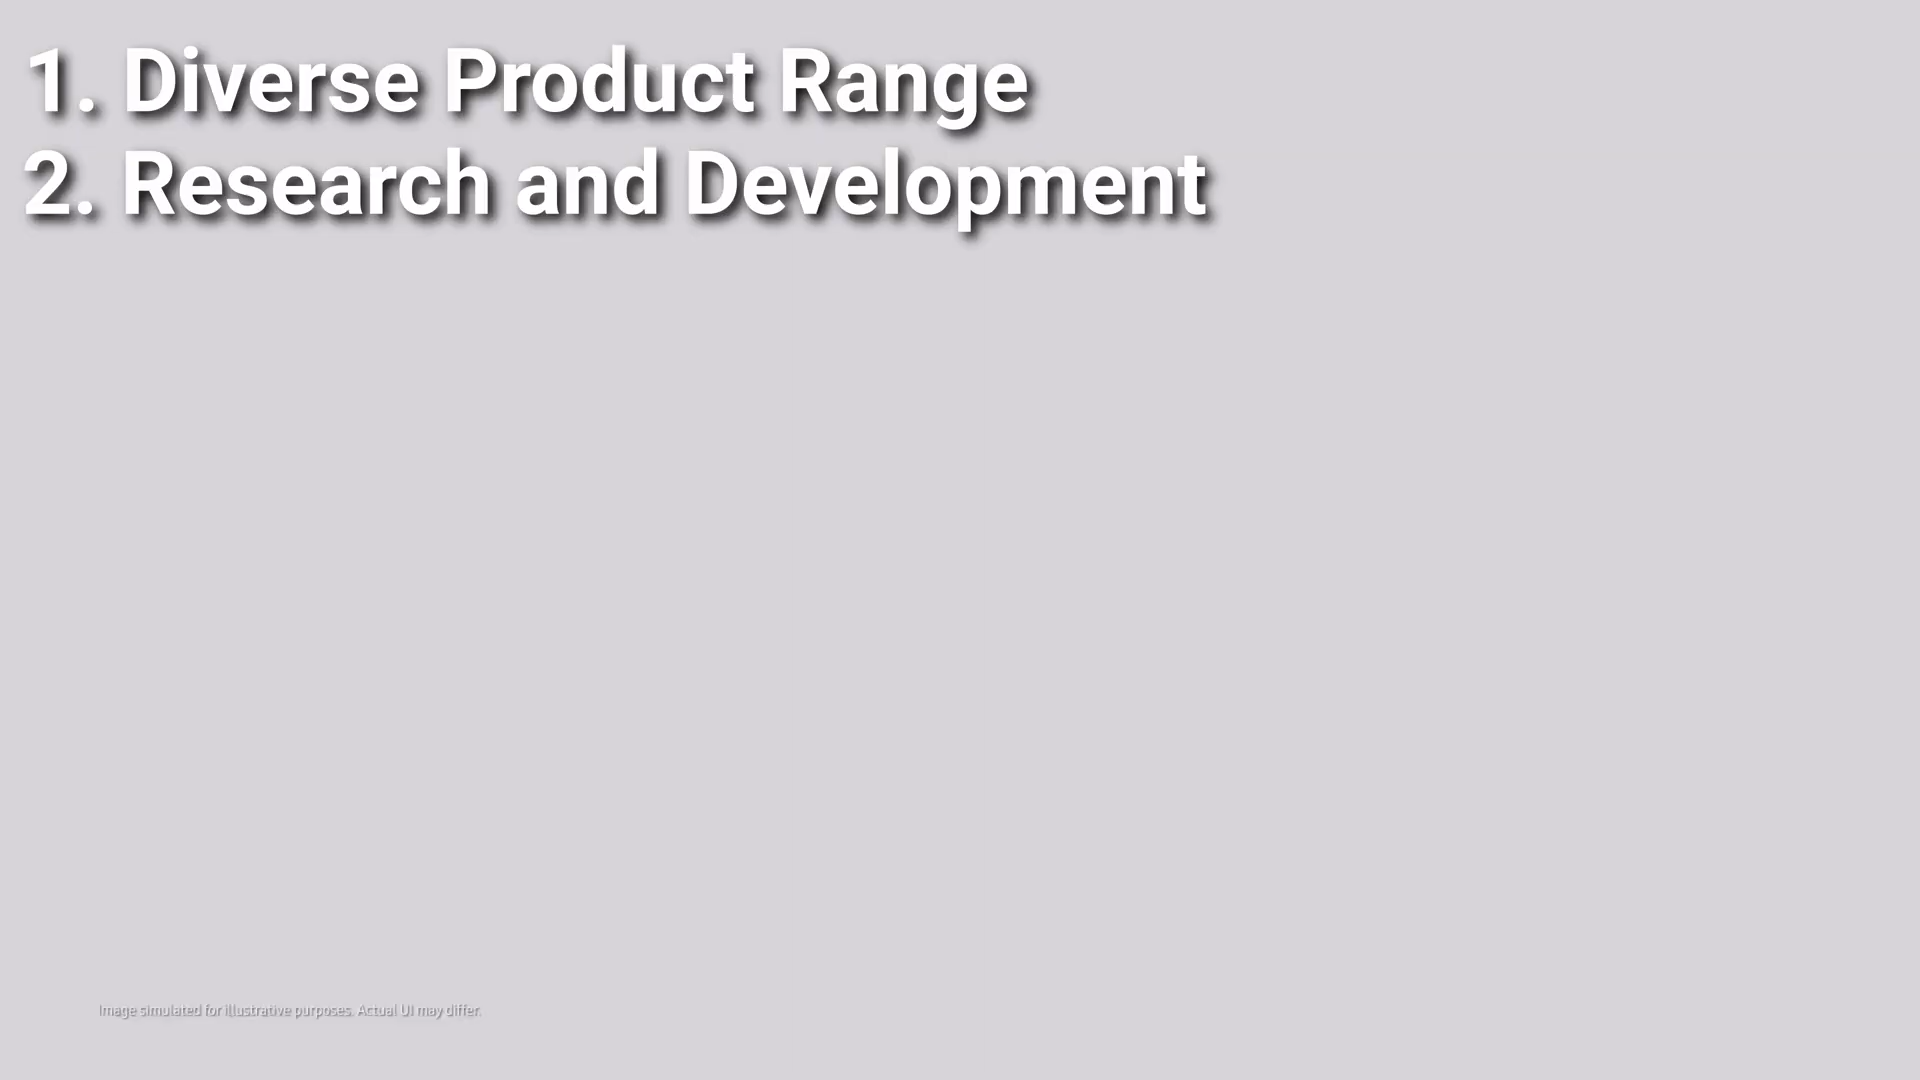 1. Diverse Product Range
2. Research and Development
Image simulated for illustrative purposes. Actual UI may differ.